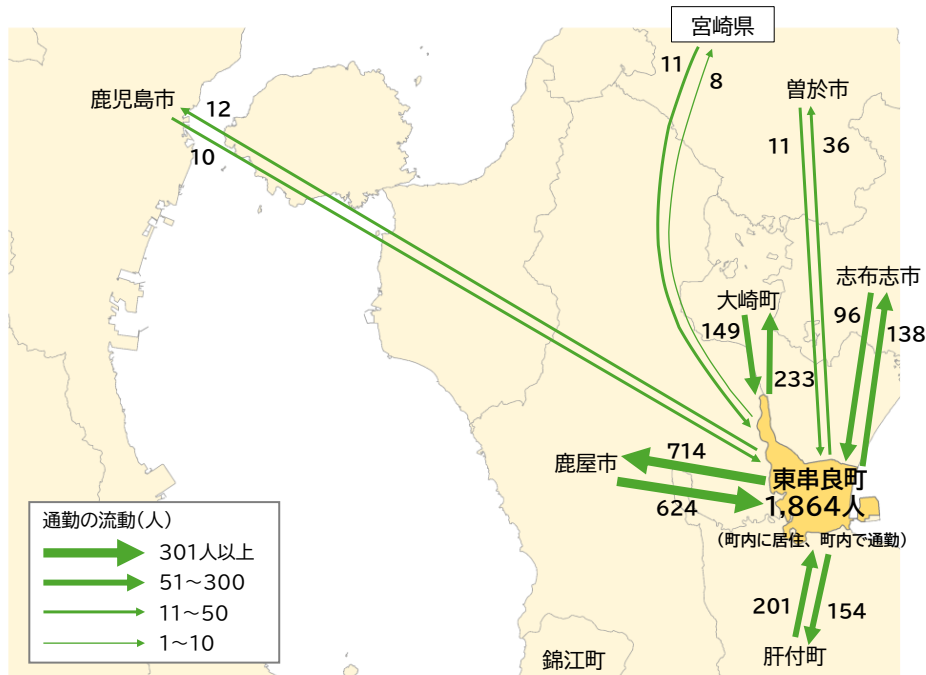 宮崎県
11
8
鹿児島市
12
10
曽於市
11
36
志布志市
96
138
大崎町
149
233
鹿屋市
714
624
東串良町
1,864人
(町内に居住、町内で通勤)
201
154
肝付町
錦江町
通勤の流動(人)
301人以上
51~300
11~50
1~10